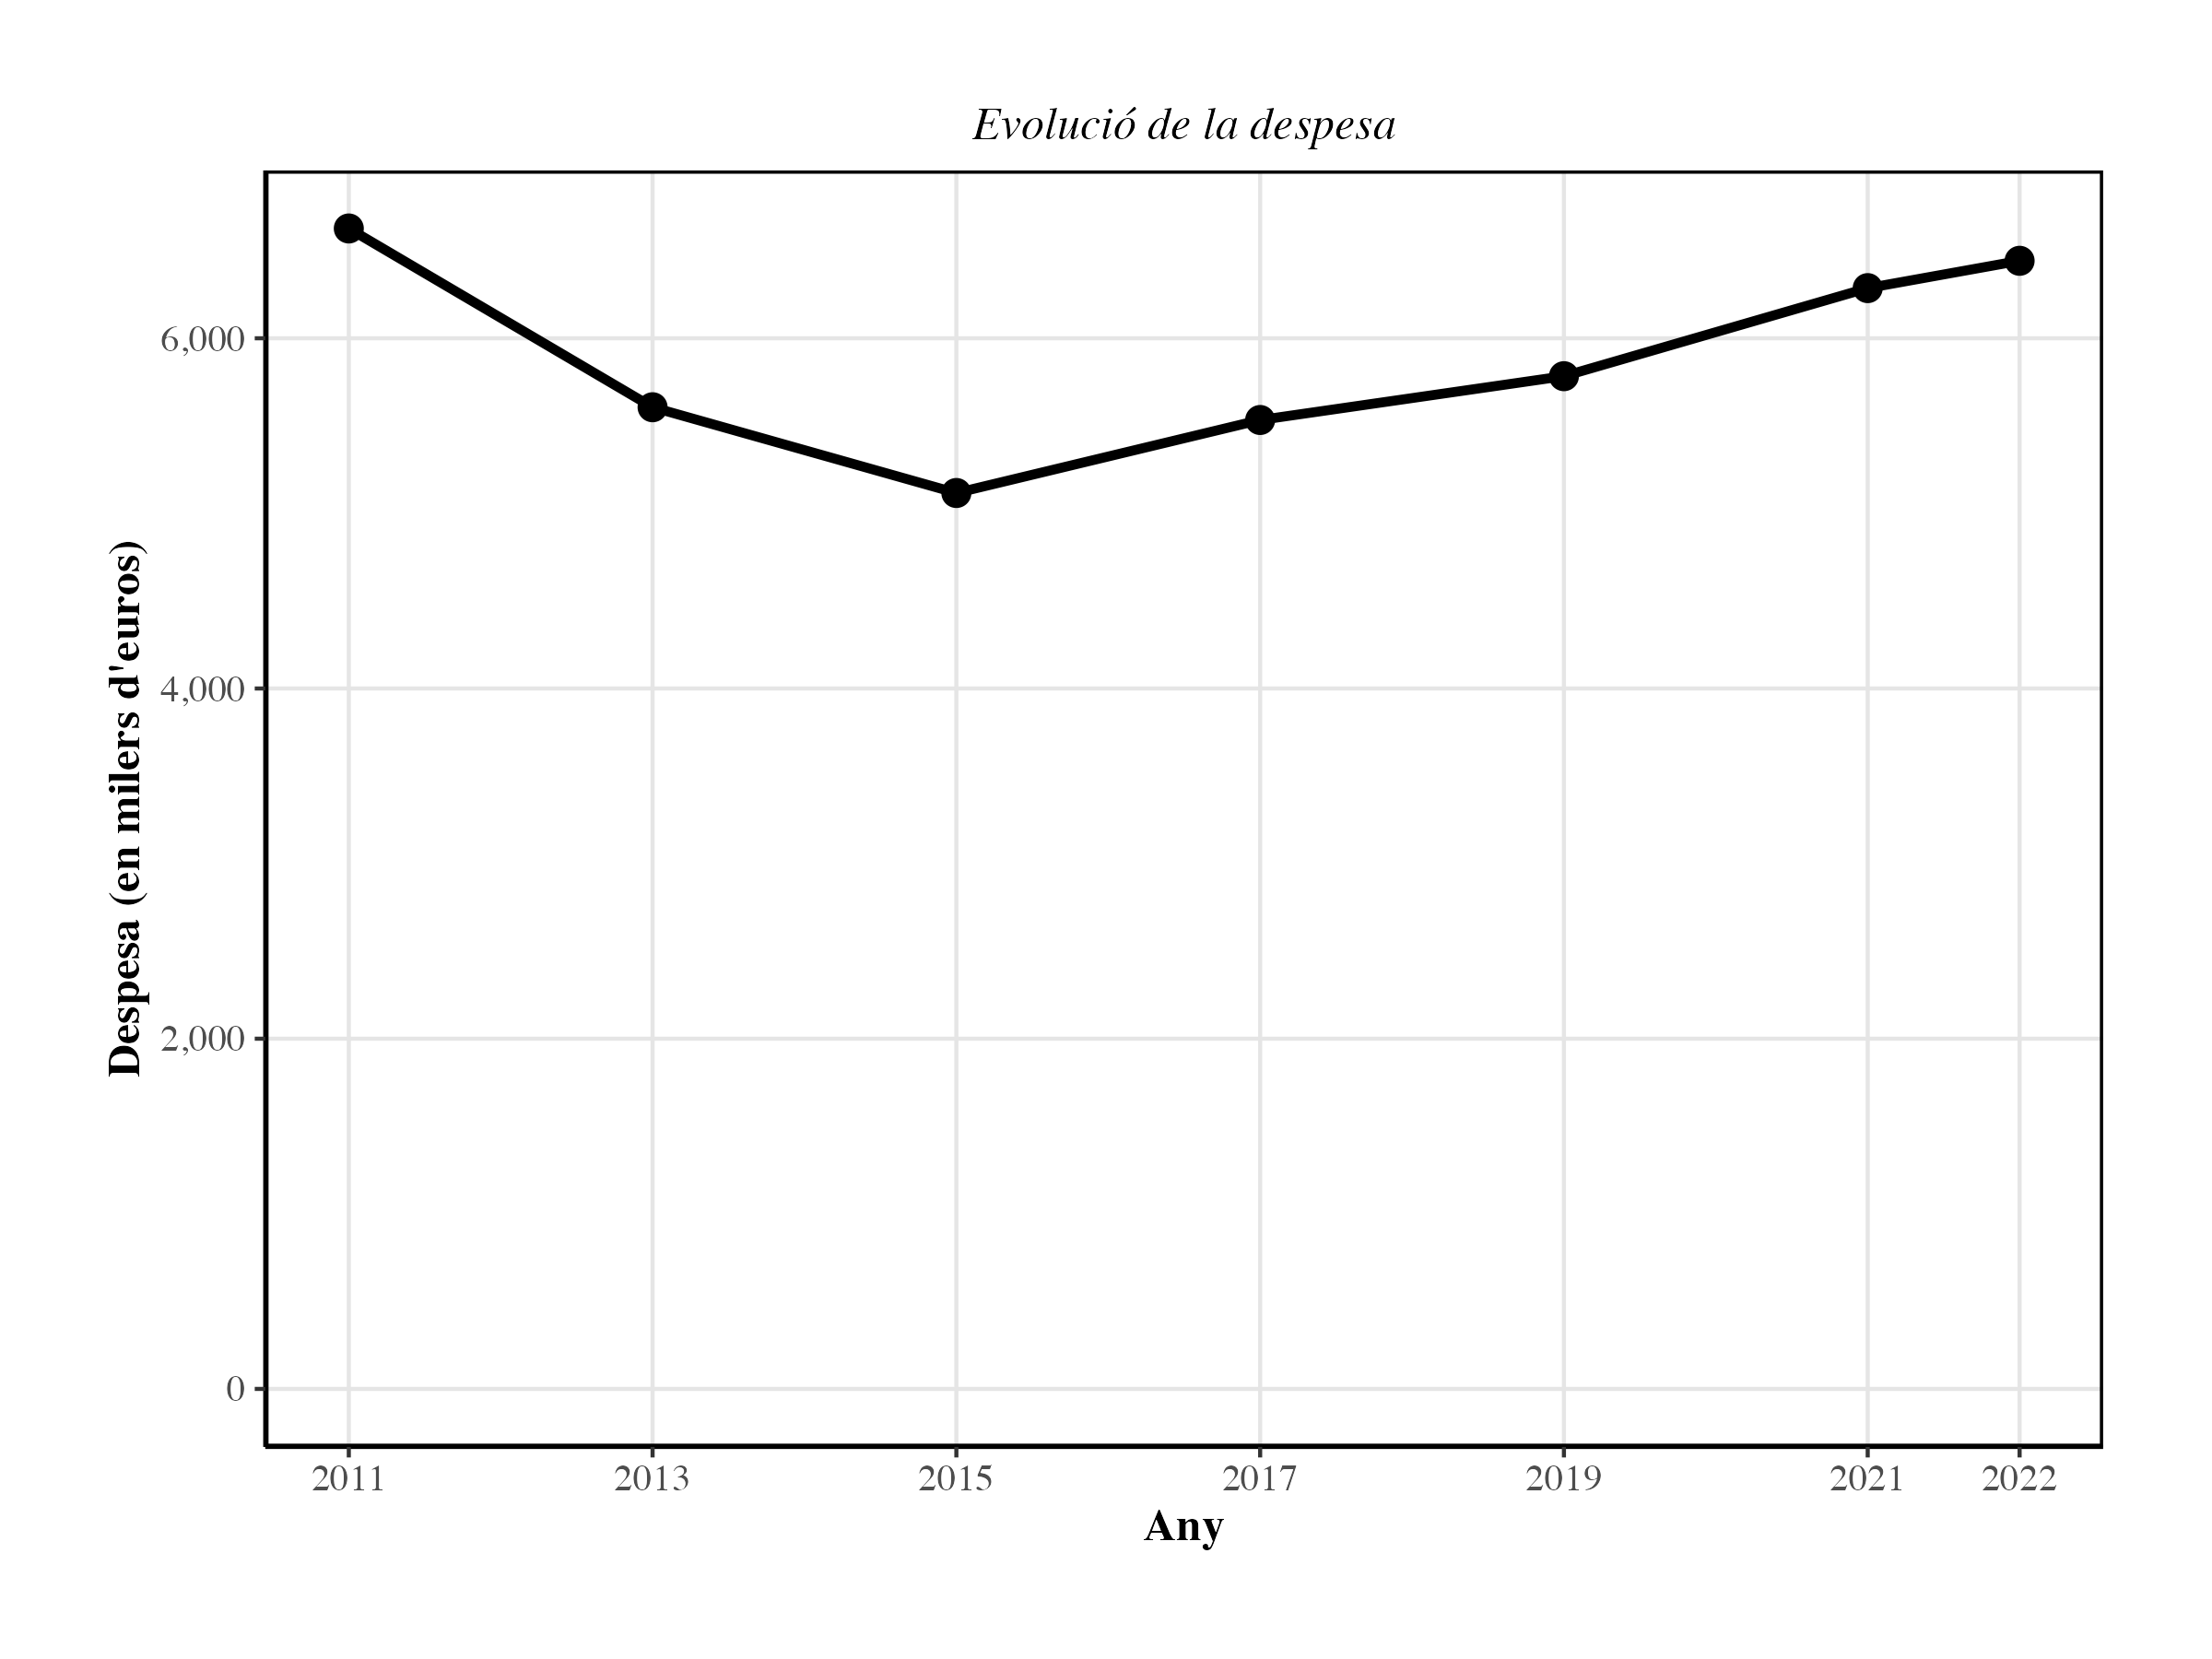 Evolució de la despesa
Despesa (en milers d'euros)
6,000
4,000
2,000
0
2011 2013 2015 2017 2019 2021 2022
Any